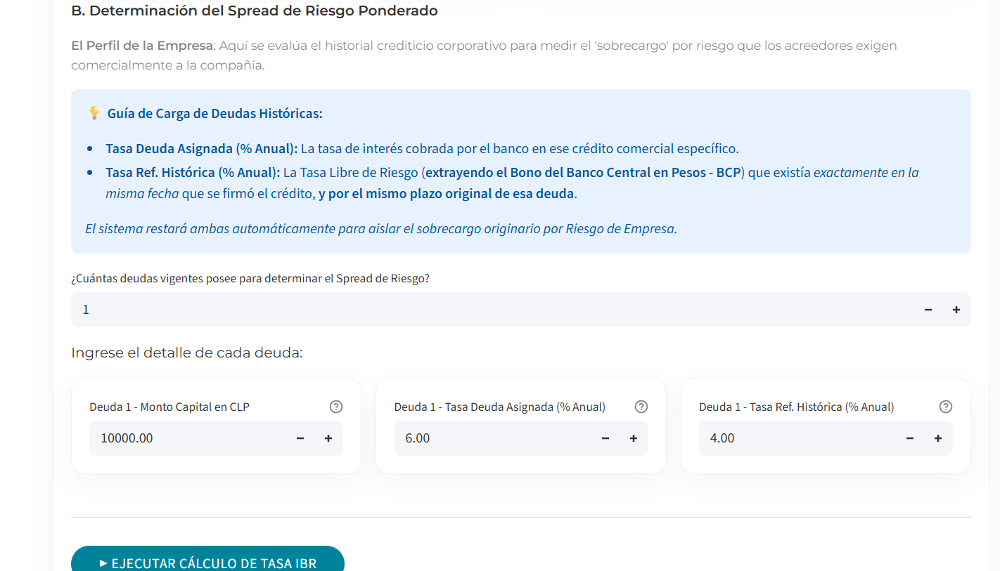 B. Determinación del Spread de Riesgo Ponderado
El Perfil de la Empresa: Aquí se evalúa el historial crediticio corporativo para medir el 'sobrecargo' por riesgo que los acreedores exigen
comercialmente a la compañía.
💡 Guía de Carga de Deudas Históricas:
• Tasa Deuda Asignada (% Anual): La tasa de interés cobrada por el banco en ese crédito comercial específico.
• Tasa Ref. Histórica (% Anual): La Tasa Libre de Riesgo (extrayendo el Bono del Banco Central en Pesos - BCP) que existía exactamente en la
misma fecha que se firmó el crédito, y por el mismo plazo original de esa deuda.
El sistema restará ambas automáticamente para aislar el sobrecargo originario por Riesgo de Empresa.
¿Cuántas deudas vigentes posee para determinar el Spread de Riesgo?
1 − +
Ingrese el detalle de cada deuda:
Deuda 1 - Monto Capital en CLP ?
10000.00 − +
Deuda 1 - Tasa Deuda Asignada (% Anual) ?
6.00 − +
Deuda 1 - Tasa Ref. Histórica (% Anual) ?
4.00 − +
► EJECUTAR CÁLCULO DE TASA IBR